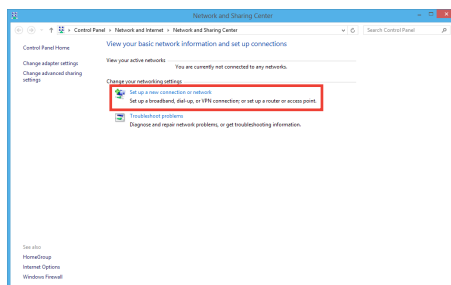 Network and Sharing Center
Control Panel › Network and Internet › Network and Sharing Center
Search Control Panel
Control Panel Home
Change adapter settings
Change advanced sharing
settings
View your basic network information and set up connections
View your active networks
You are currently not connected to any networks.
Change your networking settings
Set up a new connection or network
Set up a broadband, dial-up, or VPN connection; or set up a router or access point.
Troubleshoot problems
Diagnose and repair network problems, or get troubleshooting information.
See also
HomeGroup
Internet Options
Windows Firewall